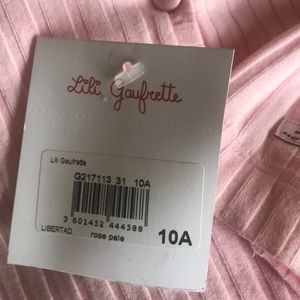 Lili Gaufrette
Lili Gaufrette
G217113 31 10A
3 601452 444588
LIBERTAD rose pale 10A